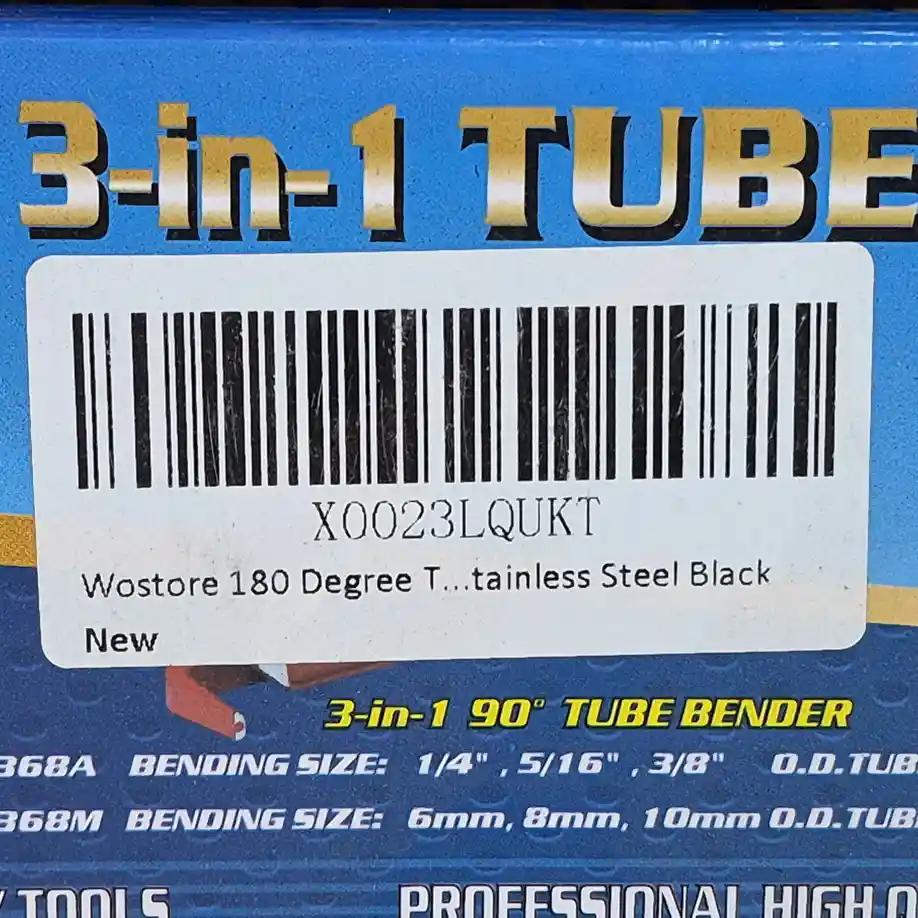 3-in-1 TUBE
X0023LQUKT
Wostore 180 Degree T...tainless Steel Black
New
3-in-1 90° TUBE BENDER
368A BENDING SIZE: 1/4" , 5/16" , 3/8" O.D. TUB
368M BENDING SIZE: 6mm, 8mm, 10mm O.D. TUB
TOOLS PROFESSIONAL HIGH